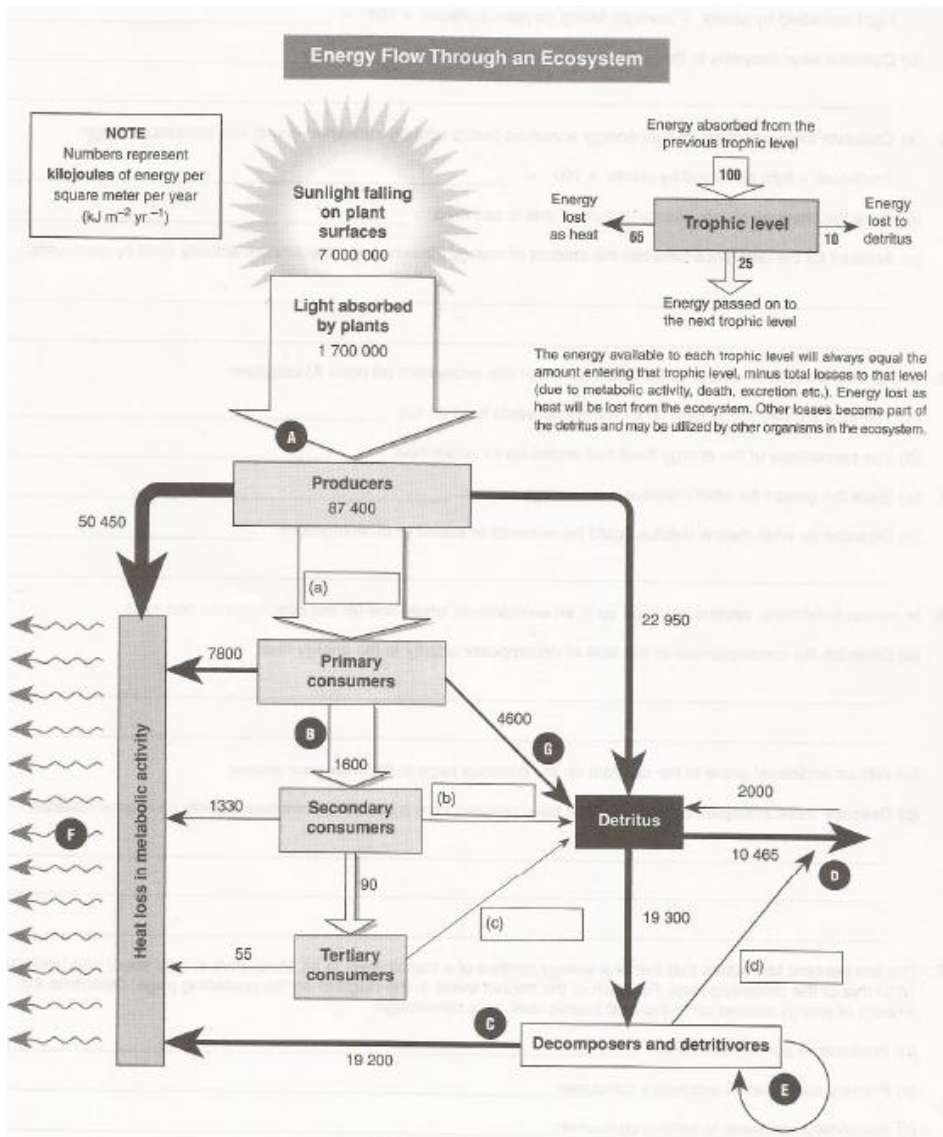 Energy Flow Through an Ecosystem
NOTE
Numbers represent
kilojoules of energy per
square meter per year
(kJ m⁻² yr⁻¹)
Sunlight falling
on plant
surfaces
7 000 000
Light absorbed
by plants
1 700 000
Energy absorbed from the
previous trophic level
100
Energy
lost
as heat
65
Trophic level
10
Energy
lost to
detritus
25
Energy passed on to
the next trophic level
The energy available to each trophic level will always equal the
amount entering that trophic level, minus total losses to that level
(due to metabolic activity, death, excretion etc.). Energy lost as
heat will be lost from the ecosystem. Other losses become part of
the detritus and may be utilized by other organisms in the ecosystem.
A
Producers
87 400
50 450
(a)
22 950
7800
Primary
consumers
4600
G
B
1600
(b)
1330
Secondary
consumers
Detritus
2000
10 465
D
F
Heat loss in metabolic activity
90
(c)
19 300
55
Tertiary
consumers
(d)
C
19 200
Decomposers and detritivores
E